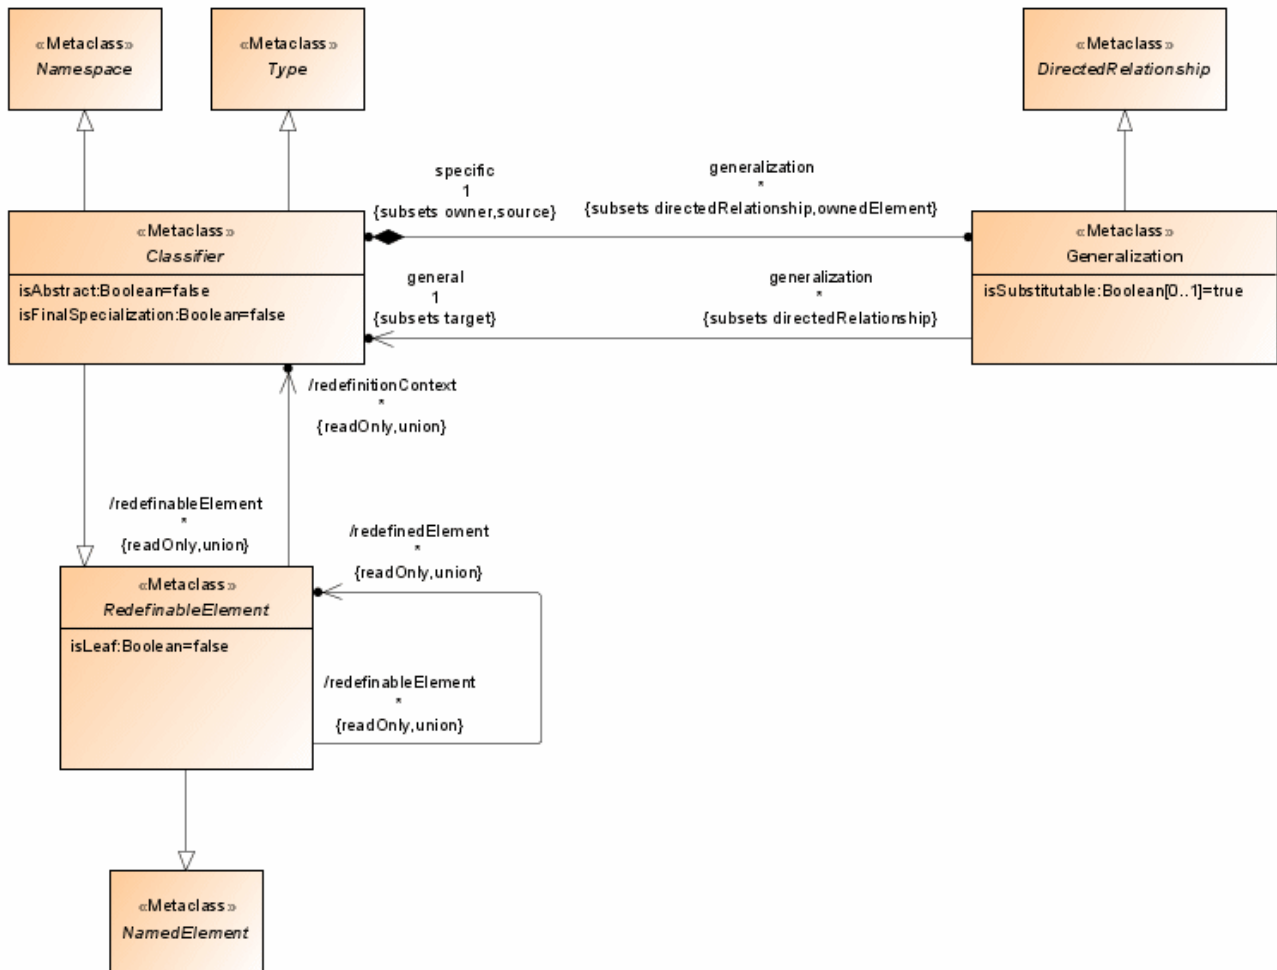 «Metaclass»
Namespace
«Metaclass»
Type
«Metaclass»
DirectedRelationship
specific
1
{subsets owner,source}
generalization
*
{subsets directedRelationship,ownedElement}
«Metaclass»
Classifier
isAbstract:Boolean=false
isFinalSpecialization:Boolean=false
«Metaclass»
Generalization
isSubstitutable:Boolean[0..1]=true
general
1
{subsets target}
generalization
*
{subsets directedRelationship}
/redefinitionContext
*
{readOnly,union}
/redefinableElement
*
{readOnly,union}
/redefinedElement
*
{readOnly,union}
«Metaclass»
RedefinableElement
isLeaf:Boolean=false
/redefinableElement
*
{readOnly,union}
«Metaclass»
NamedElement